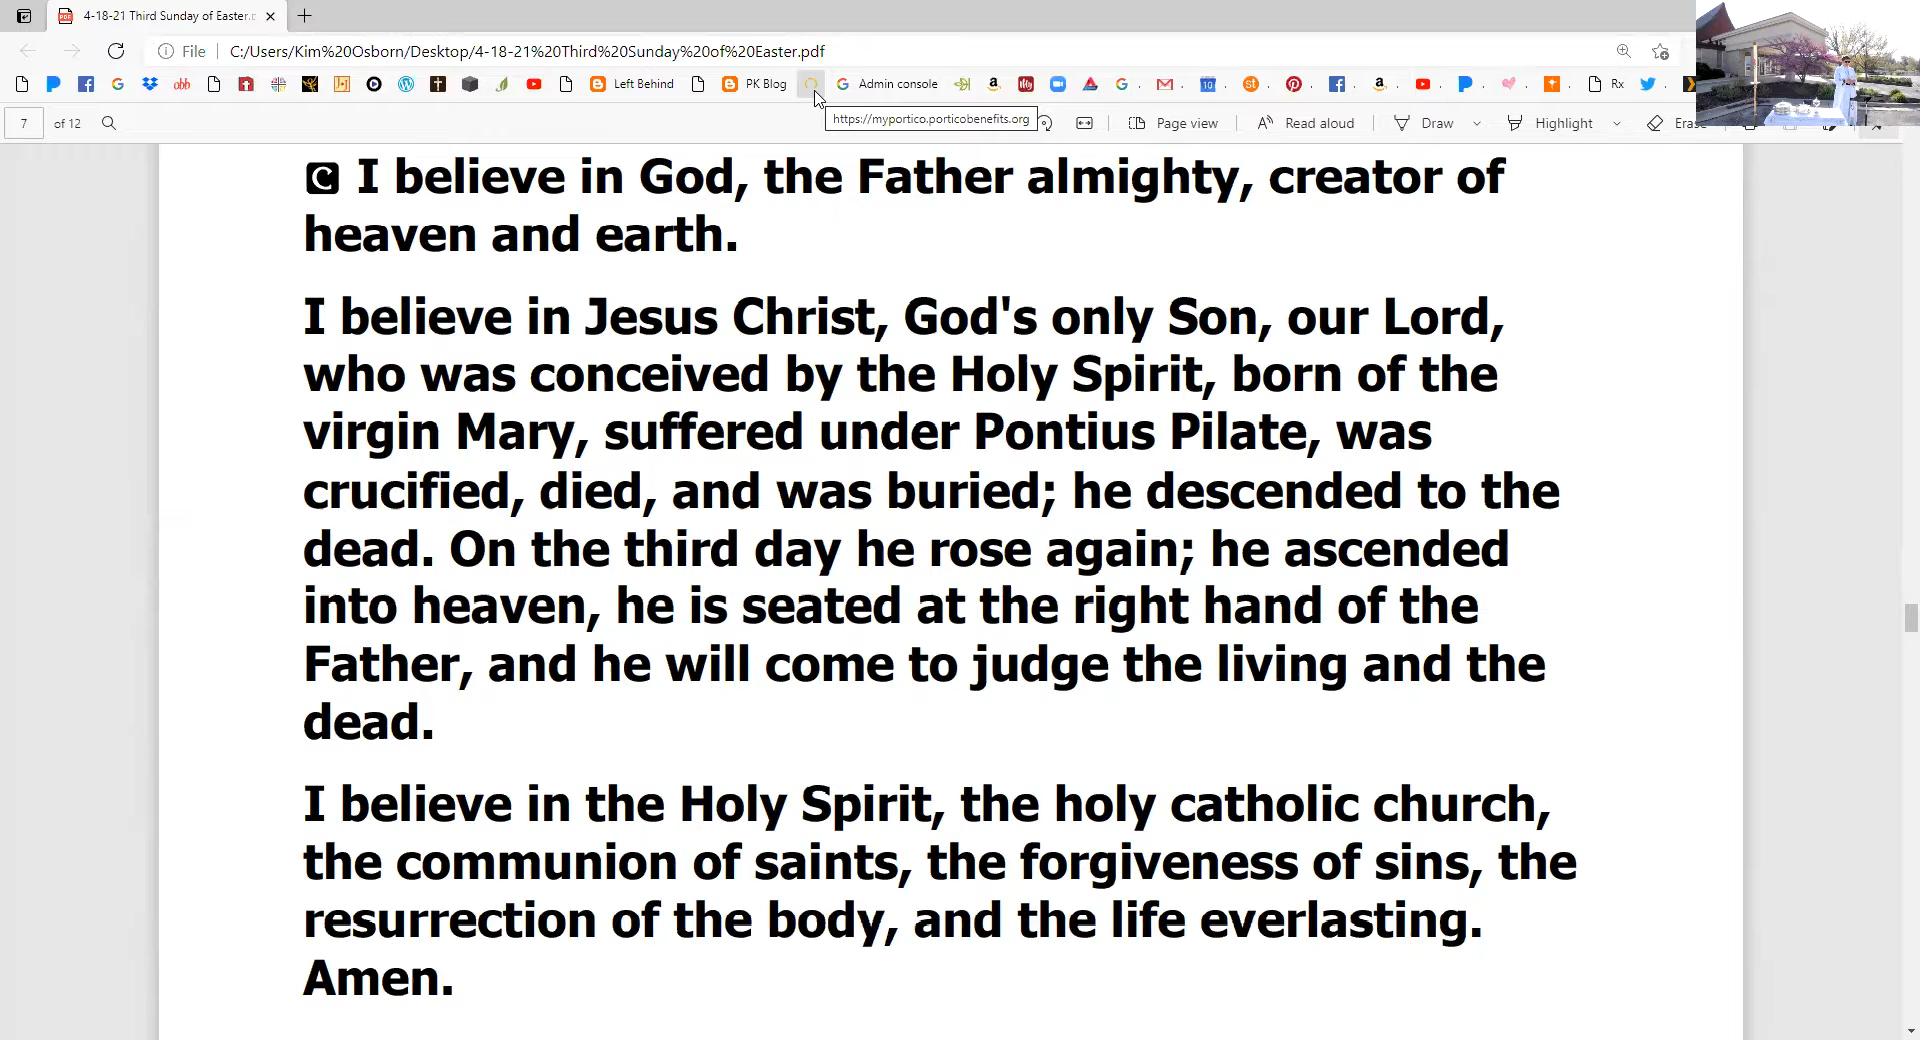 4-18-21 Third Sunday of Easter.p
File C:/Users/Kim%20Osborn/Desktop/4-18-21%20Third%20Sunday%20of%20Easter.pdf
Left Behind PK Blog Admin console Rx
https://myportico.porticobenefits.org
7 of 12 Page view Read aloud Draw Highlight Erase
C I believe in God, the Father almighty, creator of
heaven and earth.
I believe in Jesus Christ, God's only Son, our Lord,
who was conceived by the Holy Spirit, born of the
virgin Mary, suffered under Pontius Pilate, was
crucified, died, and was buried; he descended to the
dead. On the third day he rose again; he ascended
into heaven, he is seated at the right hand of the
Father, and he will come to judge the living and the
dead.
I believe in the Holy Spirit, the holy catholic church,
the communion of saints, the forgiveness of sins, the
resurrection of the body, and the life everlasting.
Amen.